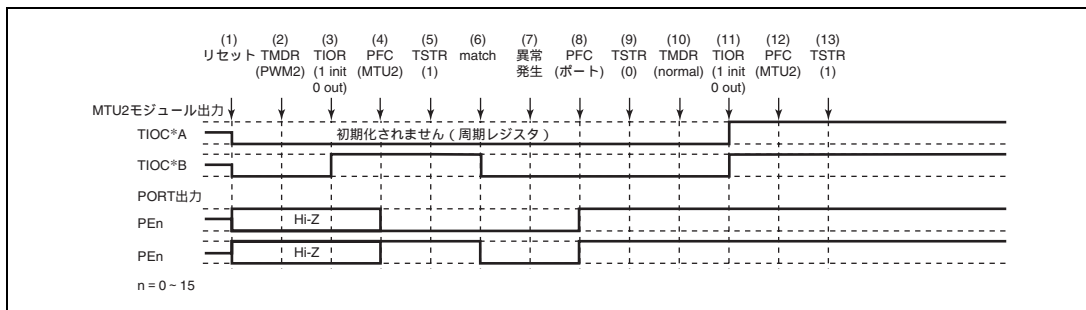 (1) (2) (3) (4) (5) (6) (7) (8) (9) (10) (11) (12) (13)
リセット TMDR TIOR PFC TSTR match 異常 PFC TSTR TMDR TIOR PFC TSTR
(PWM2) (1 init (MTU2) (1) 発生 (ポート) (0) (normal) (1 init (MTU2) (1)
0 out) 0 out)
MTU2モジュール出力
TIOC*A 初期化されません ( 周期レジスタ )
TIOC*B
PORT出力
PEn Hi-Z
PEn Hi-Z
n = 0 ~ 15